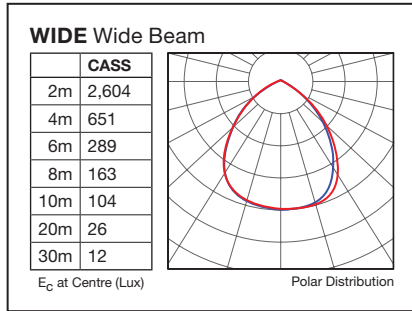 WIDE Wide Beam
CASS
2m 2,604
4m 651
6m 289
8m 163
10m 104
20m 26
30m 12
EC at Centre (Lux)
Polar Distribution